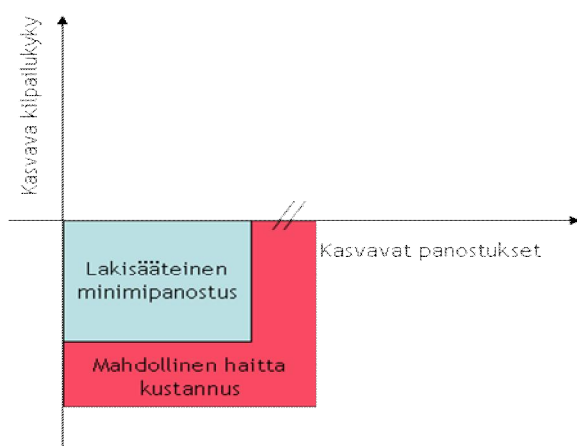 Kasvava kilpailukyky
Kasvavat panostukset
Lakisääteinen
minimipanostus
Mahdollinen haitta
kustannus